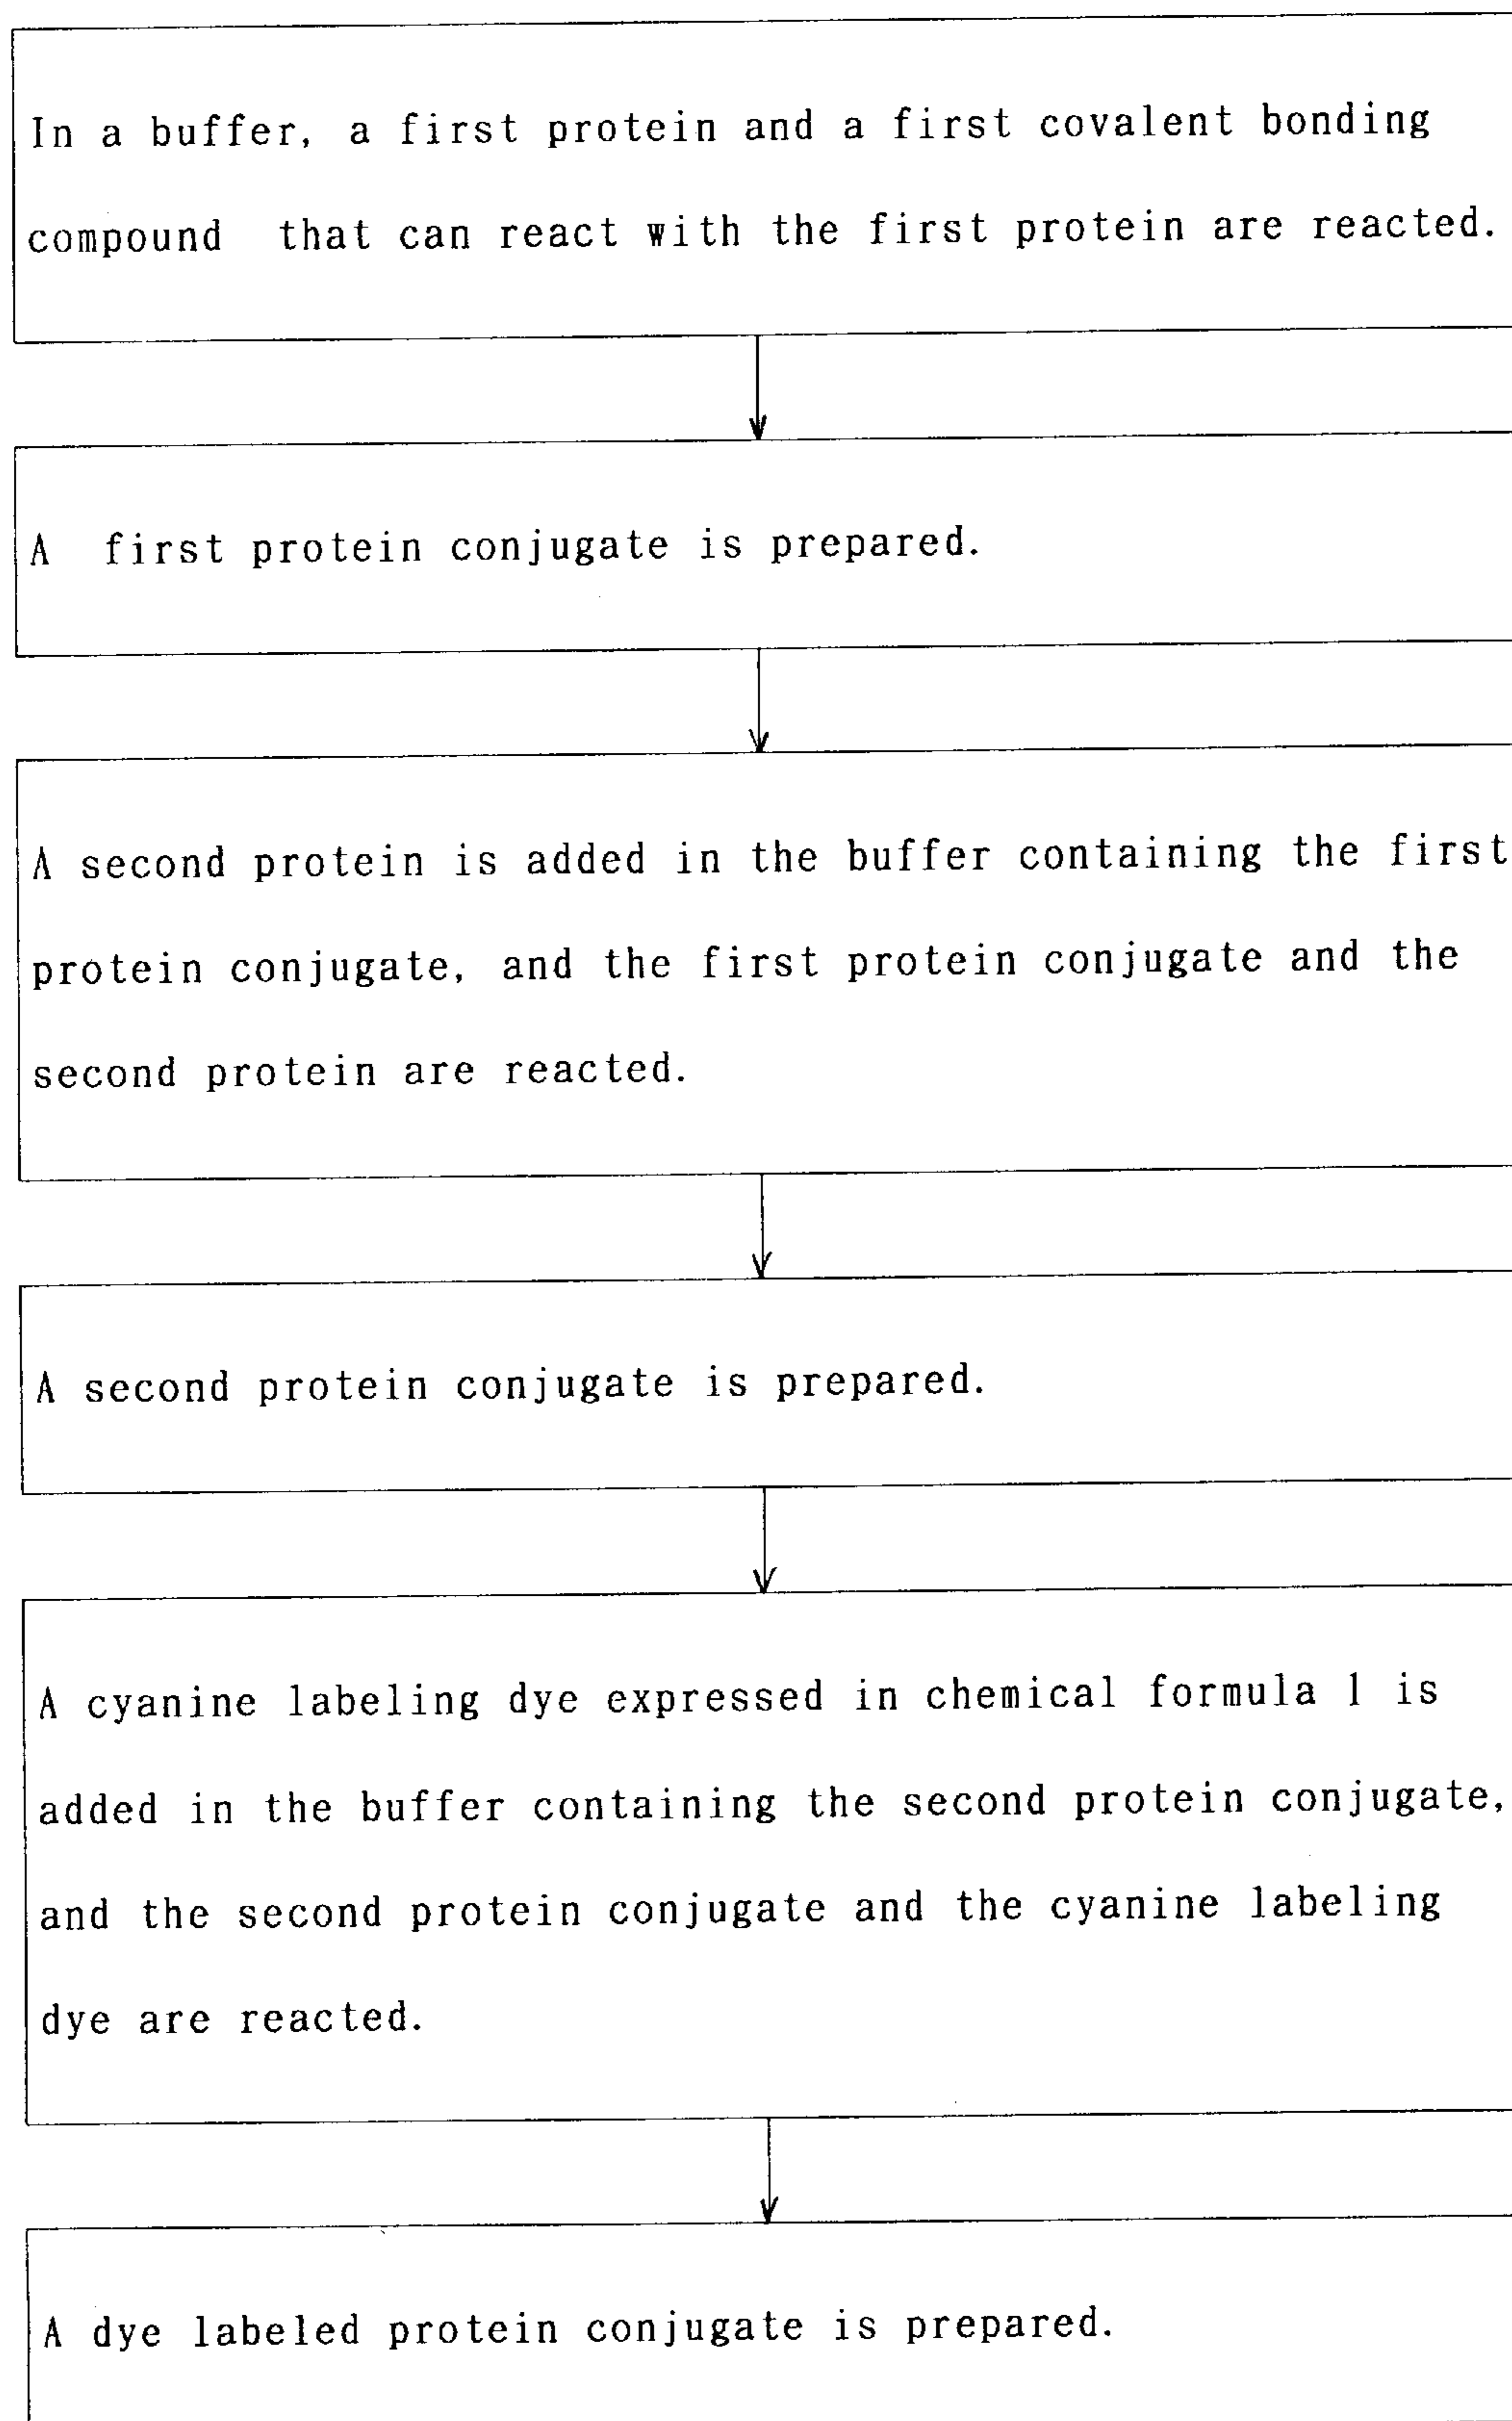 In a buffer, a first protein and a first covalent bonding
compound that can react with the first protein are reacted.
A first protein conjugate is prepared.
A second protein is added in the buffer containing the first
protein conjugate, and the first protein conjugate and the
second protein are reacted.
A second protein conjugate is prepared.
A cyanine labeling dye expressed in chemical formula 1 is
added in the buffer containing the second protein conjugate,
and the second protein conjugate and the cyanine labeling
dye are reacted.
A dye labeled protein conjugate is prepared.